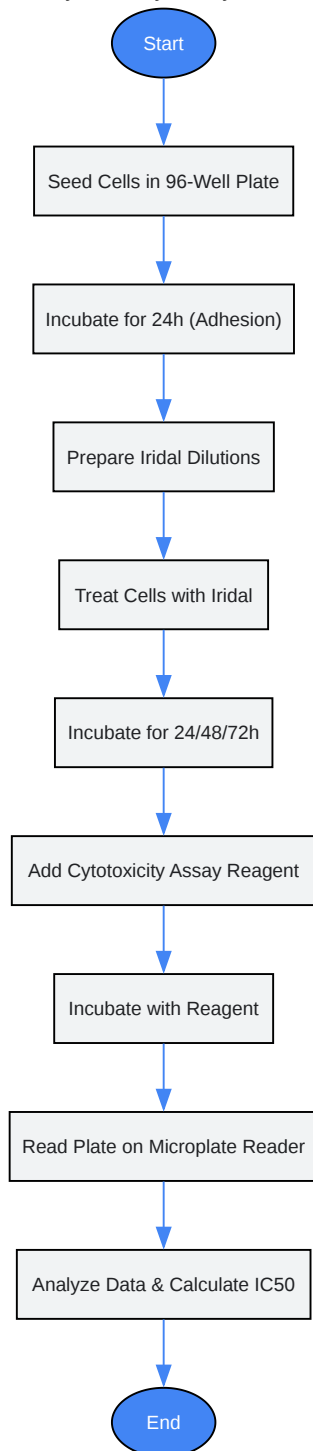 Start
Seed Cells in 96-Well Plate
Incubate for 24h (Adhesion)
Prepare Iridal Dilutions
Treat Cells with Iridal
Incubate for 24/48/72h
Add Cytotoxicity Assay Reagent
Incubate with Reagent
Read Plate on Microplate Reader
Analyze Data & Calculate IC50
End